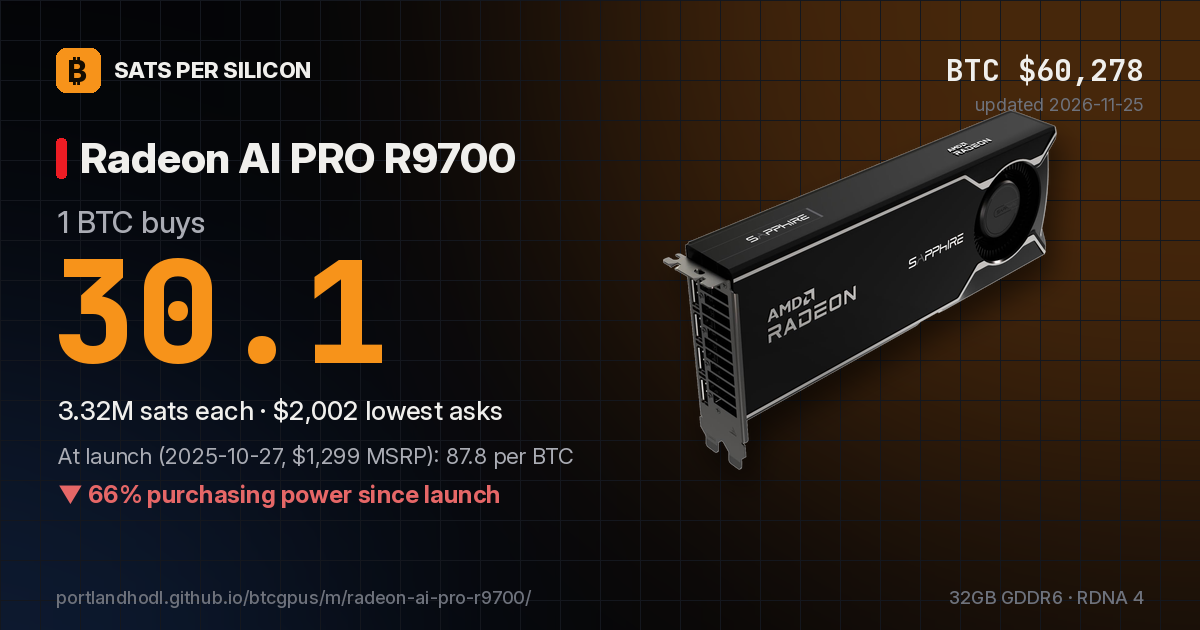 SATS PER SILICON
BTC $60,278
updated 2026-11-25
Radeon AI PRO R9700
1 BTC buys
30.1
3.32M sats each · $2,002 lowest asks
At launch (2025-10-27, $1,299 MSRP): 87.8 per BTC
▼ 66% purchasing power since launch
AMD
RADEON
SAPPHIRE
SAPPHIRE
AMD
RADEON
portlandhodl.github.io/btcgpus/m/radeon-ai-pro-r9700/
32GB GDDR6 · RDNA 4